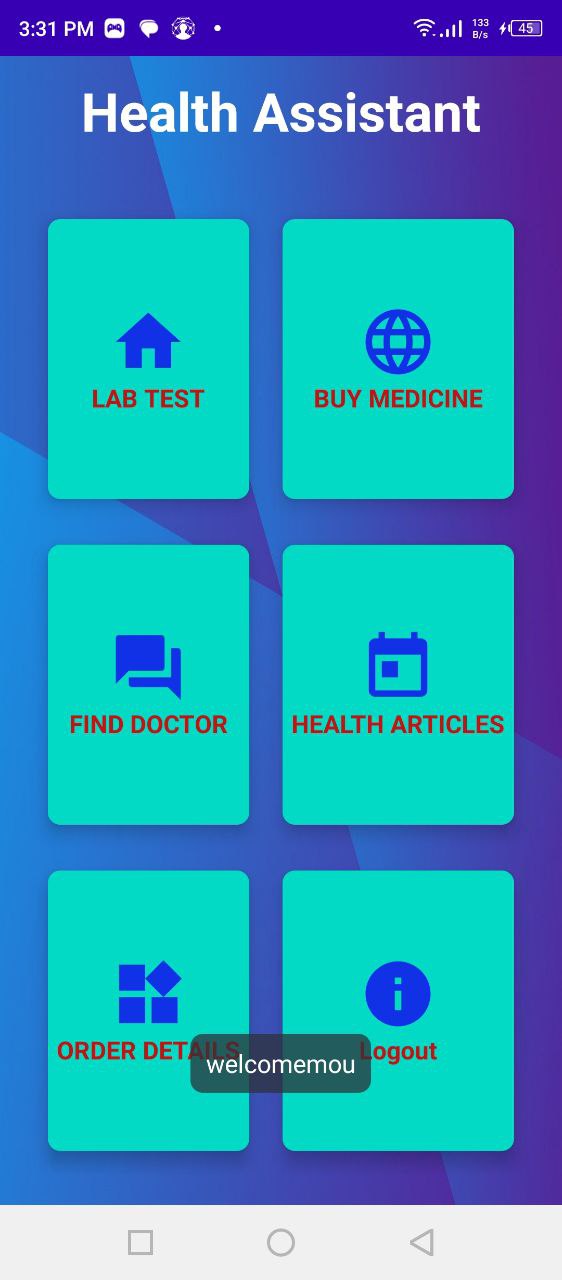 3:31 PM
133
B/s
45
Health Assistant
LAB TEST
BUY MEDICINE
FIND DOCTOR
HEALTH ARTICLES
ORDER DETAILS
Logout
welcomemou